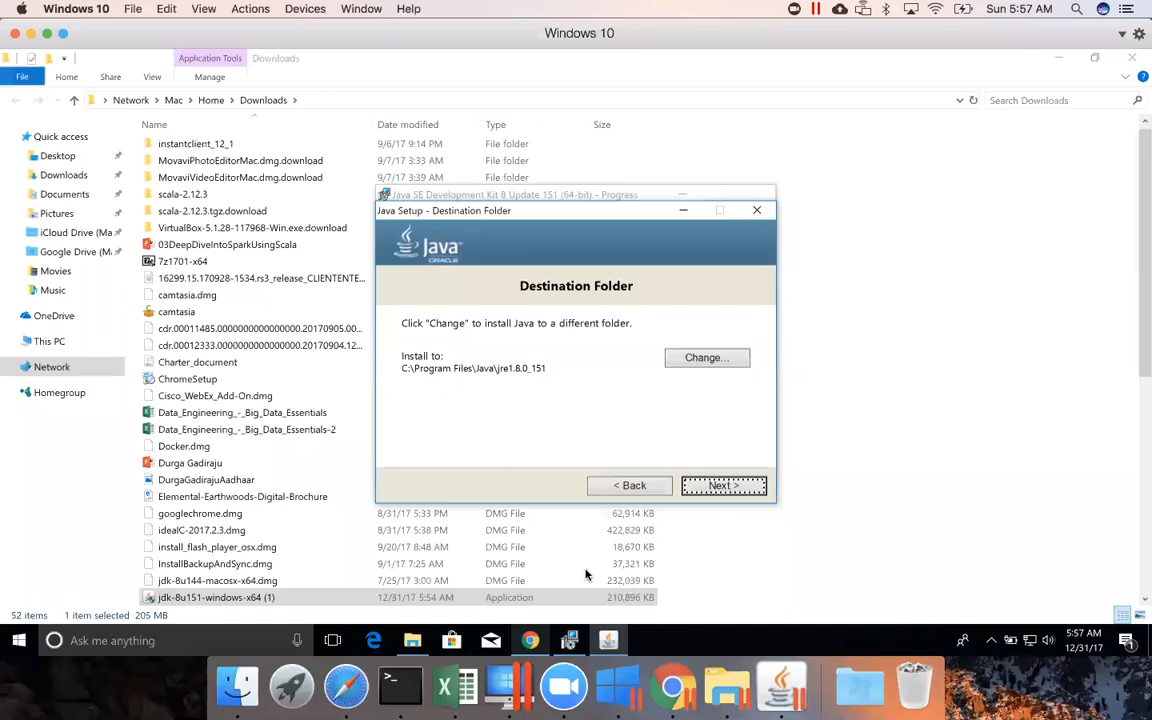 Windows 10 File Edit View Actions Devices Window Help Sun 5:57 AM
Windows 10
Application Tools Downloads
File Home Share View Manage
Network Mac Home Downloads Search Downloads
Name Date modified Type Size
Quick access
Desktop
Downloads
Documents
Pictures
iCloud Drive (Ma
Google Drive (M
Movies
Music
OneDrive
This PC
Network
Homegroup
instantclient_12_1 9/6/17 9:14 PM File folder
MovaviPhotoEditorMac.dmg.download 9/7/17 3:33 AM File folder
MovaviVideoEditorMac.dmg.download 9/7/17 3:39 AM File folder
scala-2.12.3
scala-2.12.3.tgz.download
VirtualBox-5.1.28-117968-Win.exe.download
03DeepDiveIntoSparkUsingScala
7z1701-x64
16299.15.170928-1534.rs3_release_CLIENTENTE...
camtasia.dmg
camtasia
cdr.00011485.0000000000000000.20170905.00...
cdr.00012333.0000000000000000.20170904.12...
Charter_document
ChromeSetup
Cisco_WebEx_Add-On.dmg
Data_Engineering_-_Big_Data_Essentials
Data_Engineering_-_Big_Data_Essentials-2
Docker.dmg
Durga Gadiraju
DurgaGadirajuAadhaar
Elemental-Earthwoods-Digital-Brochure
googlechrome.dmg 8/31/17 5:33 PM DMG File 62,914 KB
ideaIC-2017.2.3.dmg 8/31/17 5:38 PM DMG File 422,829 KB
install_flash_player_osx.dmg 9/20/17 8:48 AM DMG File 18,670 KB
InstallBackupAndSync.dmg 9/1/17 7:25 AM DMG File 37,321 KB
jdk-8u144-macosx-x64.dmg 7/25/17 3:00 AM DMG File 232,039 KB
jdk-8u151-windows-x64 (1) 12/31/17 5:54 AM Application 210,896 KB
Java SE Development Kit 8 Update 151 (64-bit) - Progress
Java Setup - Destination Folder
Java
ORACLE
Destination Folder
Click "Change" to install Java to a different folder.
Install to:
C:\Program Files\Java\jre1.8.0_151
Change...
< Back Next >
52 items 1 item selected 205 MB
Ask me anything
5:57 AM
12/31/17
1